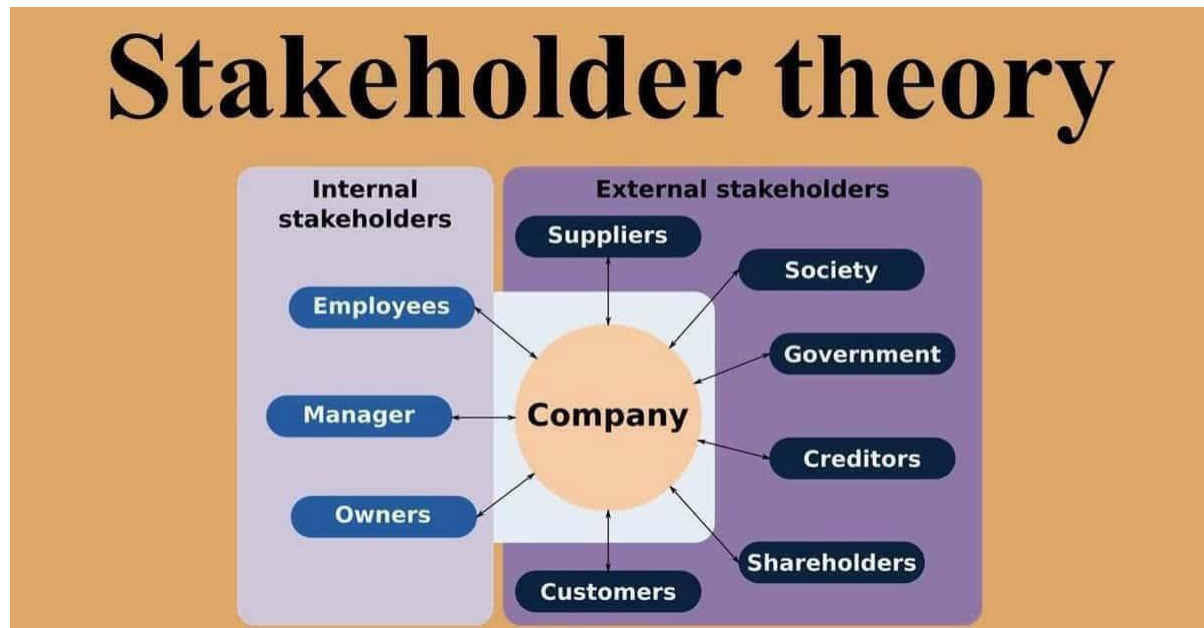 Stakeholder theory
Internal
stakeholders
Employees
Manager
Owners
External stakeholders
Suppliers
Society
Government
Company
Creditors
Shareholders
Customers